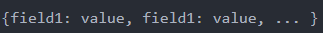 {field1: value, field1: value, ... }